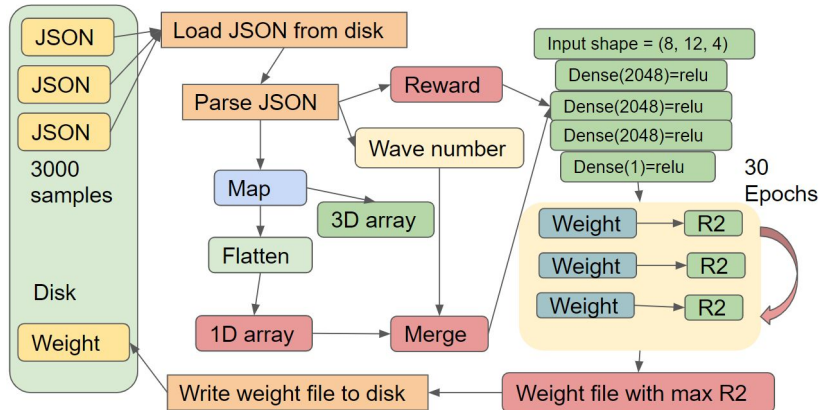 JSON
JSON
JSON
3000
samples
Disk
Weight
Load JSON from disk
Parse JSON
Reward
Wave number
Map
3D array
Flatten
1D array
Merge
Input shape = (8, 12, 4)
Dense(2048)=relu
Dense(2048)=relu
Dense(2048)=relu
Dense(1)=relu
30
Epochs
Weight
R2
Weight
R2
Weight
R2
Write weight file to disk
Weight file with max R2